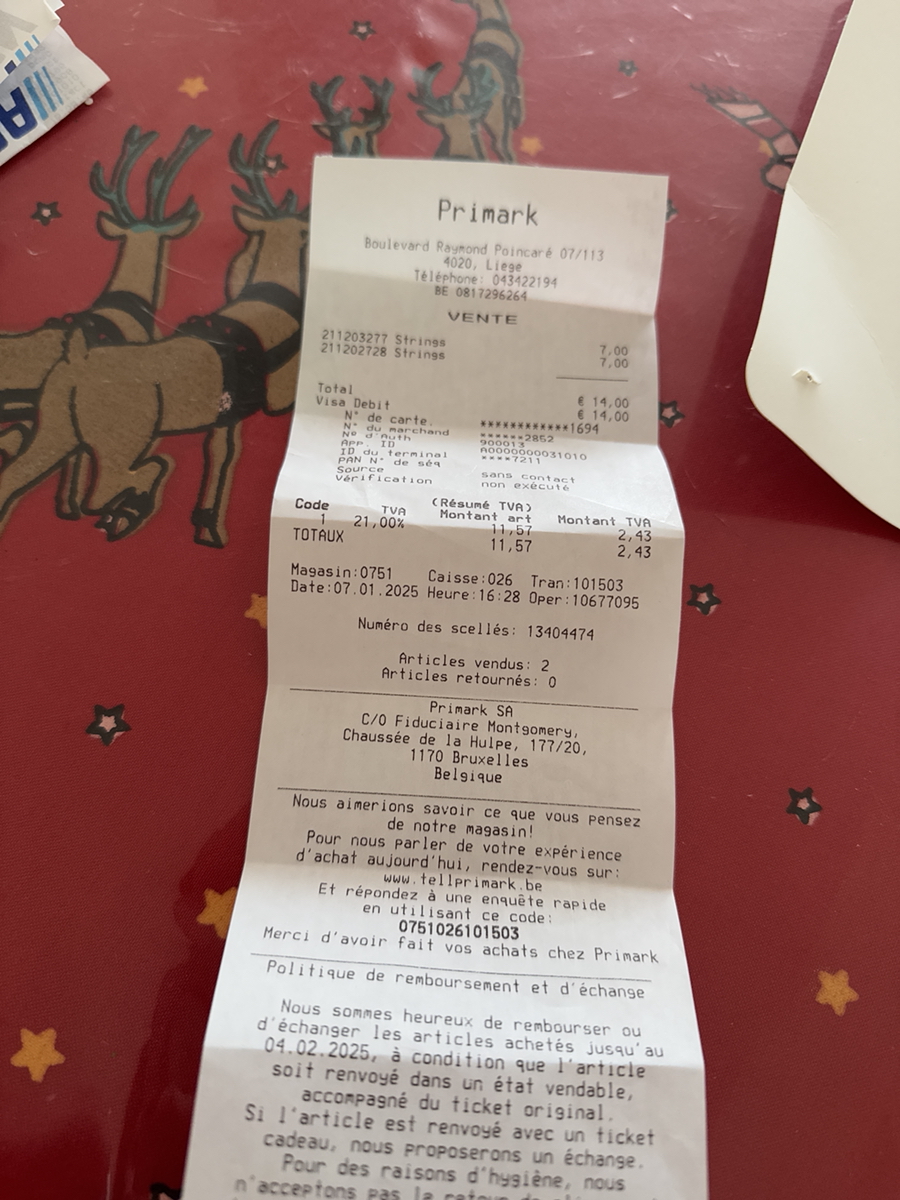 Primark
Boulevard Raymond Poincaré 07/113
4020, Liege
Téléphone: 043422194
BE 0817296264
VENTE
211203277 Strings 7,00
211202728 Strings 7,00
Total € 14,00
Visa Debit € 14,00
N° de carte. ************1694
N° du marchand ******2852
N° d'Auth 900013
App. ID A0000000031010
ID du terminal ****7211
PAN N° de séq
Source sans contact
Vérification non exécuté
(Résumé TVA)
Code TVA Montant art Montant TVA
1 21,00% 11,57 2,43
TOTAUX 11,57 2,43
Magasin:0751 Caisse:026 Tran:101503
Date:07.01.2025 Heure:16:28 Oper:10677095
Numéro des scellés: 13404474
Articles vendus: 2
Articles retournés: 0
Primark SA
C/O Fiduciaire Montgomery,
Chaussée de la Hulpe, 177/20,
1170 Bruxelles
Belgique
Nous aimerions savoir ce que vous pensez
de notre magasin!
Pour nous parler de votre expérience
d'achat aujourd'hui, rendez-vous sur:
www.tellprimark.be
Et répondez à une enquête rapide
en utilisant ce code:
0751026101503
Merci d'avoir fait vos achats chez Primark
Politique de remboursement et d'échange
Nous sommes heureux de rembourser ou
d'échanger les articles achetés jusqu'au
04.02.2025, à condition que l'article
soit renvoyé dans un état vendable,
accompagné du ticket original.
Si l'article est renvoyé avec un ticket
cadeau, nous proposerons un échange.
Pour des raisons d'hygiène, nous
n'acceptons pas